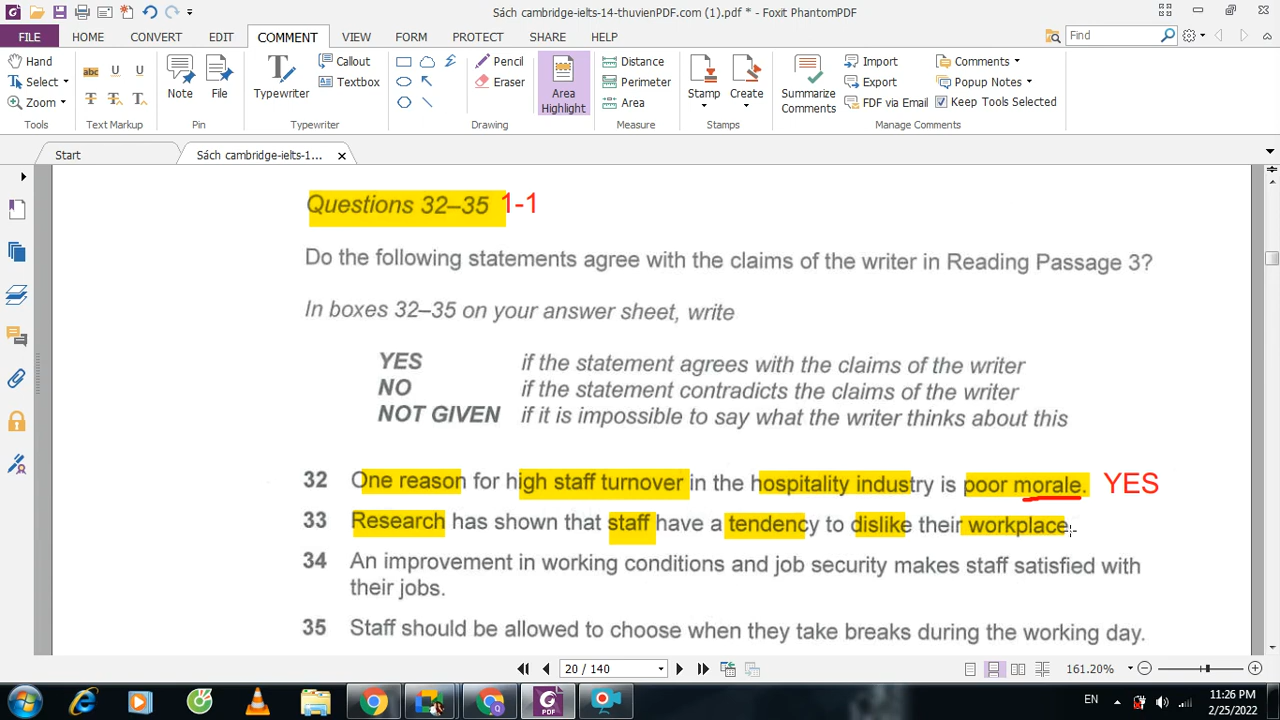 Sách cambridge-ielts-14-thuvienPDF.com (1).pdf * - Foxit PhantomPDF
FILE HOME CONVERT EDIT COMMENT VIEW FORM PROTECT SHARE HELP Find
Hand Select Zoom Tools
abc U U T T T Text Markup
Note File Pin
Typewriter Callout Textbox Typewriter
Pencil Eraser Area Highlight Drawing
Distance Perimeter Area Measure
Stamp Create Stamps
Summarize Comments Import Export FDF via Email Comments Popup Notes Keep Tools Selected Manage Comments
Start Sách cambridge-ielts-1...
Questions 32–35 1-1
Do the following statements agree with the claims of the writer in Reading Passage 3?
In boxes 32–35 on your answer sheet, write
YES if the statement agrees with the claims of the writer
NO if the statement contradicts the claims of the writer
NOT GIVEN if it is impossible to say what the writer thinks about this
32 One reason for high staff turnover in the hospitality industry is poor morale. YES
33 Research has shown that staff have a tendency to dislike their workplace.
34 An improvement in working conditions and job security makes staff satisfied with
their jobs.
35 Staff should be allowed to choose when they take breaks during the working day.
20 / 140 161.20%
PDF EN 11:26 PM
2/25/2022